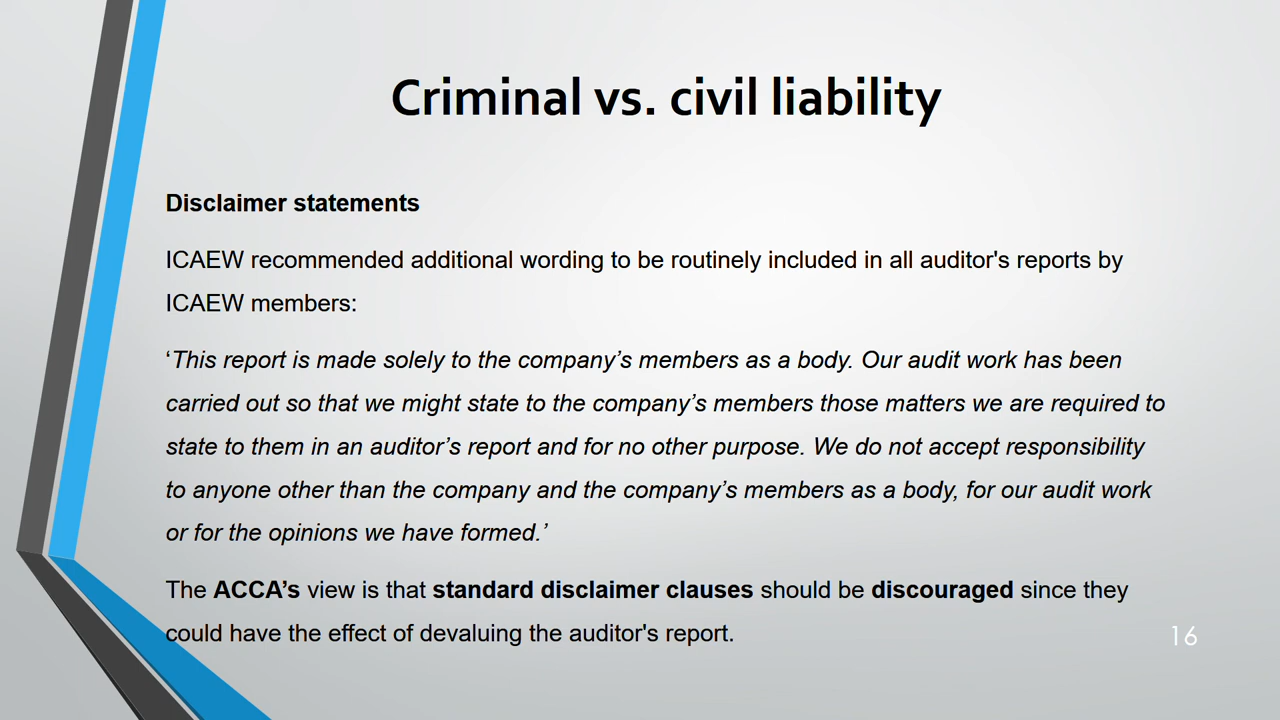 Criminal vs. civil liability
Disclaimer statements
ICAEW recommended additional wording to be routinely included in all auditor's reports by
ICAEW members:
‘This report is made solely to the company’s members as a body. Our audit work has been
carried out so that we might state to the company’s members those matters we are required to
state to them in an auditor’s report and for no other purpose. We do not accept responsibility
to anyone other than the company and the company’s members as a body, for our audit work
or for the opinions we have formed.’
The ACCA’s view is that standard disclaimer clauses should be discouraged since they
could have the effect of devaluing the auditor's report.
16